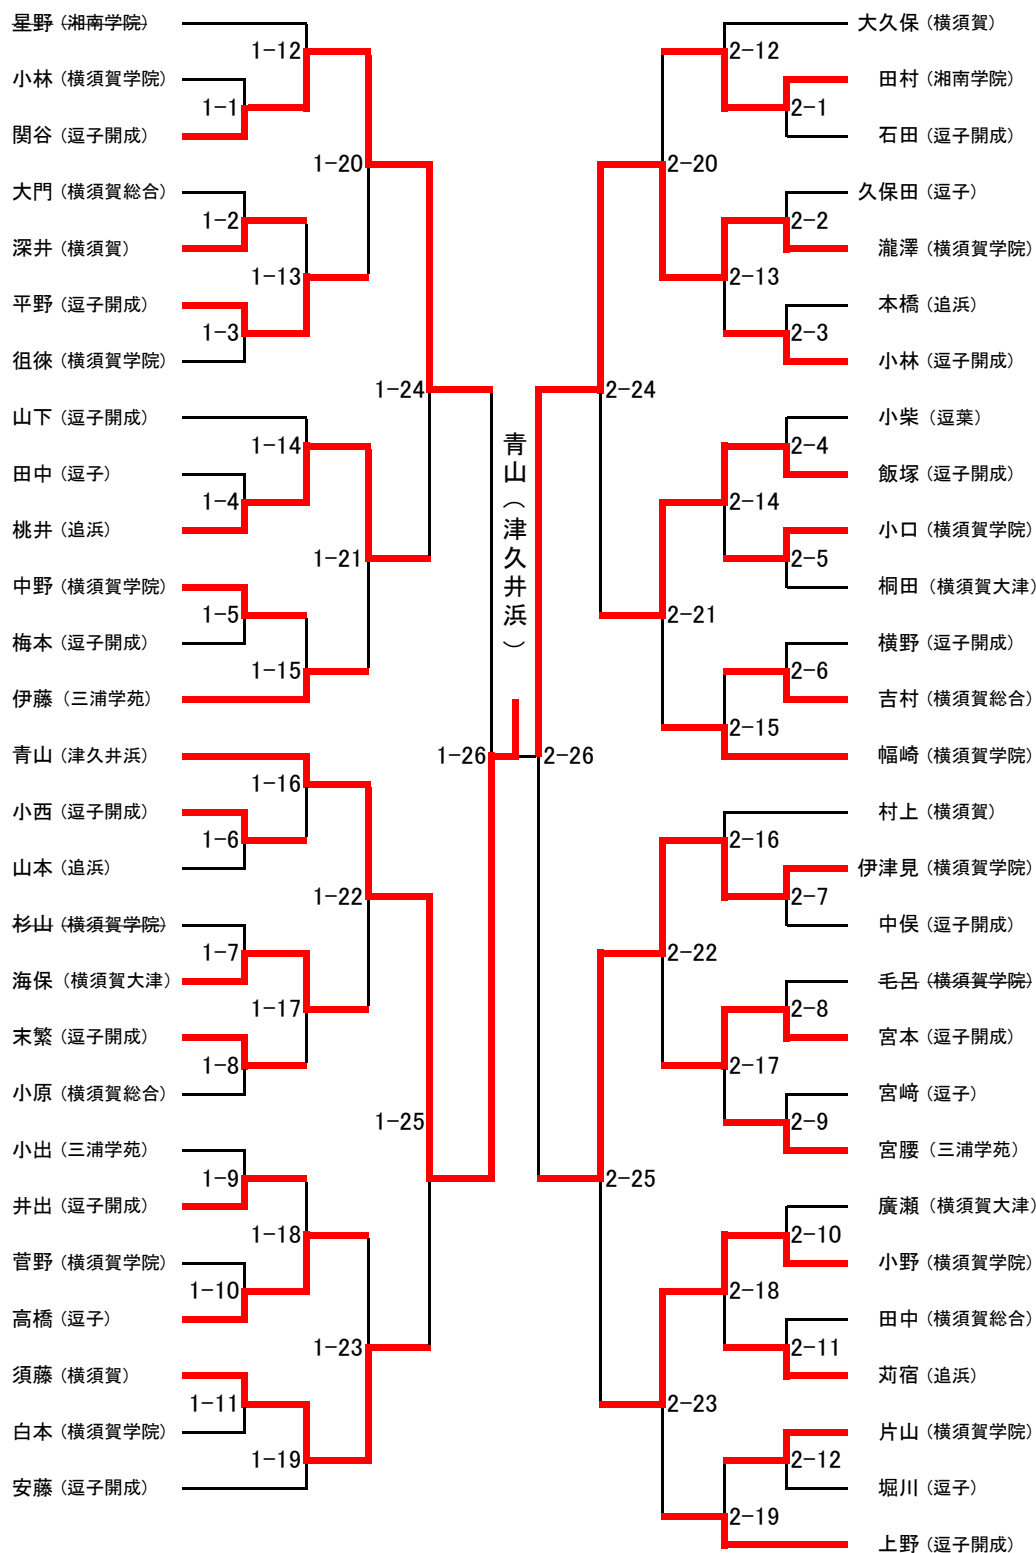 星野（湘南学院）
小林（横須賀学院）
関谷（逗子開成）
大門（横須賀総合）
深井（横須賀）
平野（逗子開成）
徂徠（横須賀学院）
山下（逗子開成）
田中（逗子）
桃井（追浜）
中野（横須賀学院）
梅本（逗子開成）
伊藤（三浦学苑）
青山（津久井浜）
小西（逗子開成）
山本（追浜）
杉山（横須賀学院）
海保（横須賀大津）
末繁（逗子開成）
小原（横須賀総合）
小出（三浦学苑）
井出（逗子開成）
菅野（横須賀学院）
高橋（逗子）
須藤（横須賀）
白本（横須賀学院）
安藤（逗子開成）
1-1
1-2
1-3
1-4
1-5
1-6
1-7
1-8
1-9
1-10
1-11
1-12
1-13
1-14
1-15
1-16
1-17
1-18
1-19
1-20
1-21
1-22
1-23
1-24
1-25
1-26
青山（津久井浜）
2-26
2-24
2-25
2-20
2-21
2-22
2-23
2-12
2-13
2-14
2-15
2-16
2-17
2-18
2-19
2-1
2-2
2-3
2-4
2-5
2-6
2-7
2-8
2-9
2-10
2-11
2-12
大久保（横須賀）
田村（湘南学院）
石田（逗子開成）
久保田（逗子）
瀧澤（横須賀学院）
本橋（追浜）
小林（逗子開成）
小柴（逗葉）
飯塚（逗子開成）
小口（横須賀学院）
桐田（横須賀大津）
横野（逗子開成）
吉村（横須賀総合）
幅崎（横須賀学院）
村上（横須賀）
伊津見（横須賀学院）
中俣（逗子開成）
毛呂（横須賀学院）
宮本（逗子開成）
宮﨑（逗子）
宮腰（三浦学苑）
廣瀬（横須賀大津）
小野（横須賀学院）
田中（横須賀総合）
苅宿（追浜）
片山（横須賀学院）
堀川（逗子）
上野（逗子開成）